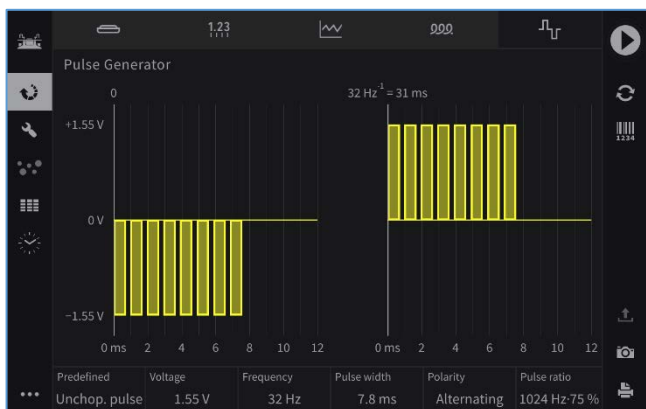 1.23
Pulse Generator
0
32 Hz-1 = 31 ms
+1.55 V
0 V
−1.55 V
0 ms 2 4 6 8 10 12
0 ms 2 4 6 8 10 12
Predefined Voltage Frequency Pulse width Polarity Pulse ratio
Unchop. pulse 1.55 V 32 Hz 7.8 ms Alternating 1024 Hz·75 %
1234